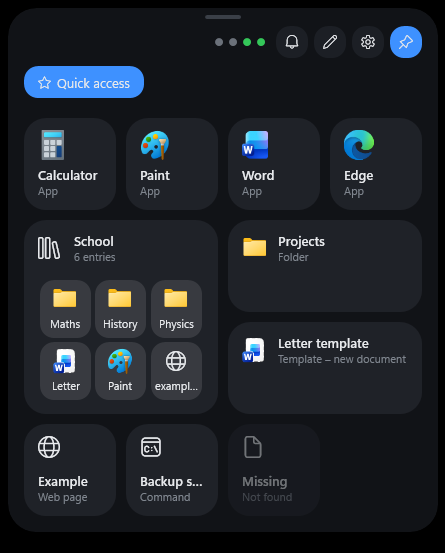 Quick access
Calculator
App
Paint
App
Word
App
Edge
App
School
6 entries
Maths
History
Physics
Letter
Paint
exampl...
Projects
Folder
Letter template
Template – new document
Example
Web page
C:\
Backup s...
Command
Missing
Not found